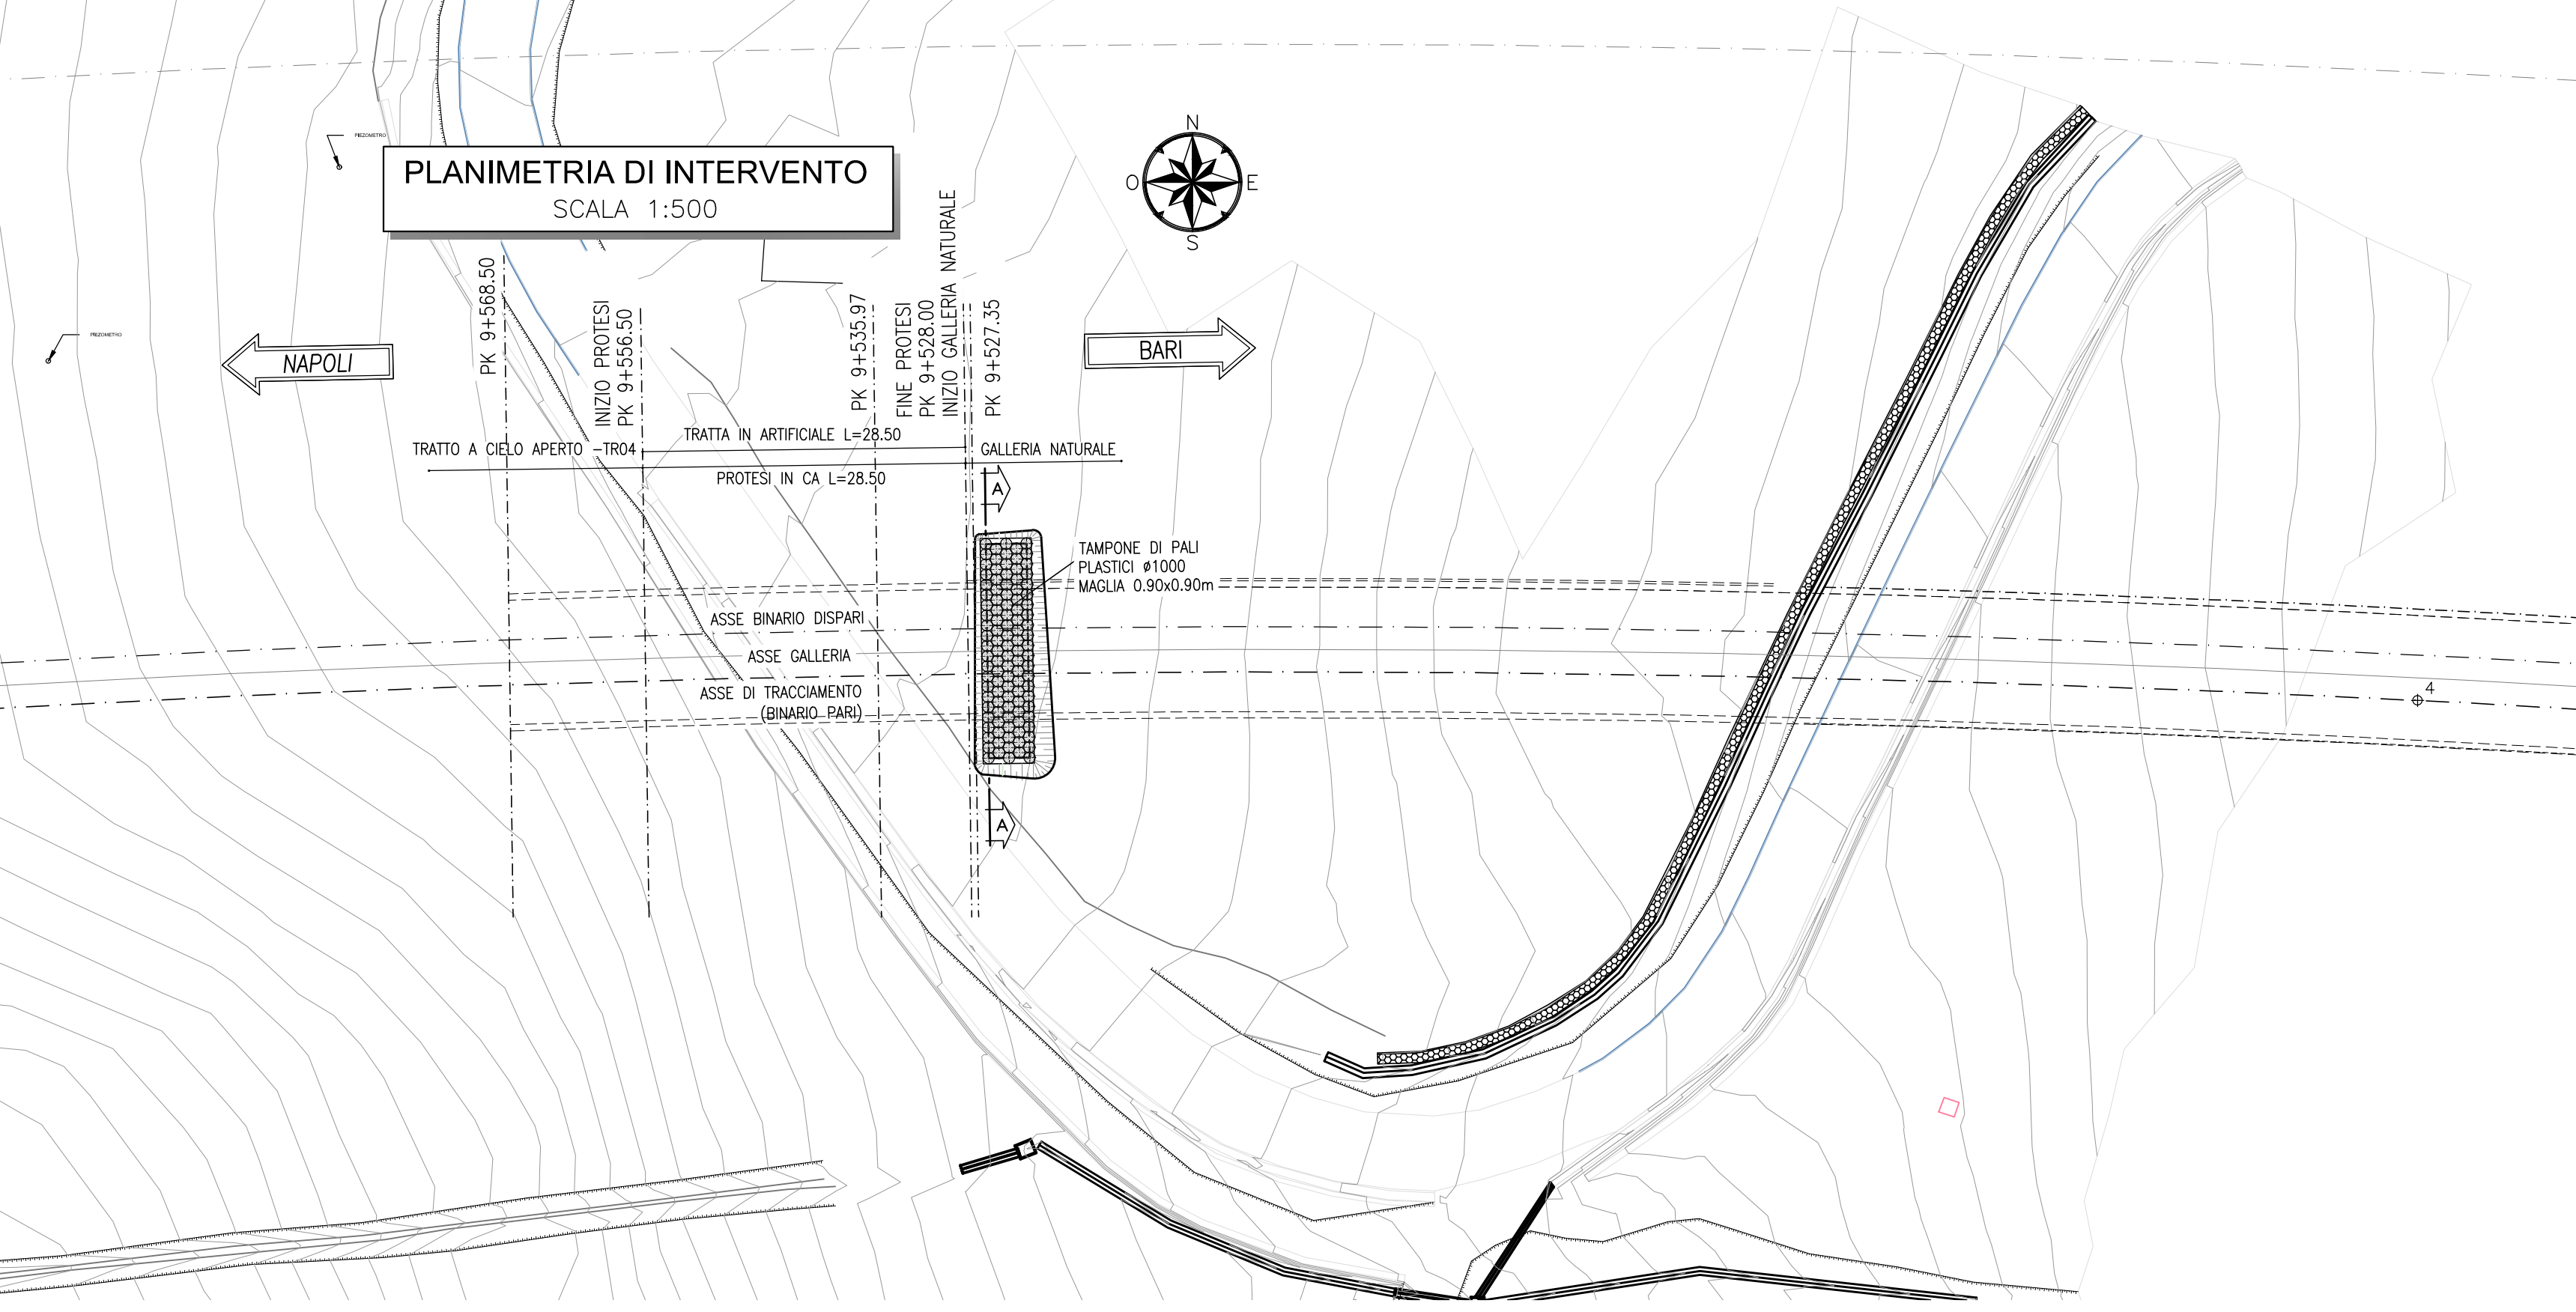 PIEZOMETRO
PLANIMETRIA DI INTERVENTO
SCALA 1:500
N
O
E
S
PIEZOMETRO
NAPOLI
PK 9+568.50
INIZIO PROTESI
PK 9+556.50
PK 9+535.97
FINE PROTESI
PK 9+528.00
INIZIO GALLERIA NATURALE
PK 9+527.35
BARI
TRATTO A CIELO APERTO -TR04
TRATTA IN ARTIFICIALE L=28.50
GALLERIA NATURALE
PROTESI IN CA L=28.50
A
TAMPONE DI PALI
PLASTICI ø1000
MAGLIA 0.90x0.90m
ASSE BINARIO DISPARI
ASSE GALLERIA
ASSE DI TRACCIAMENTO
(BINARIO PARI)
4
A